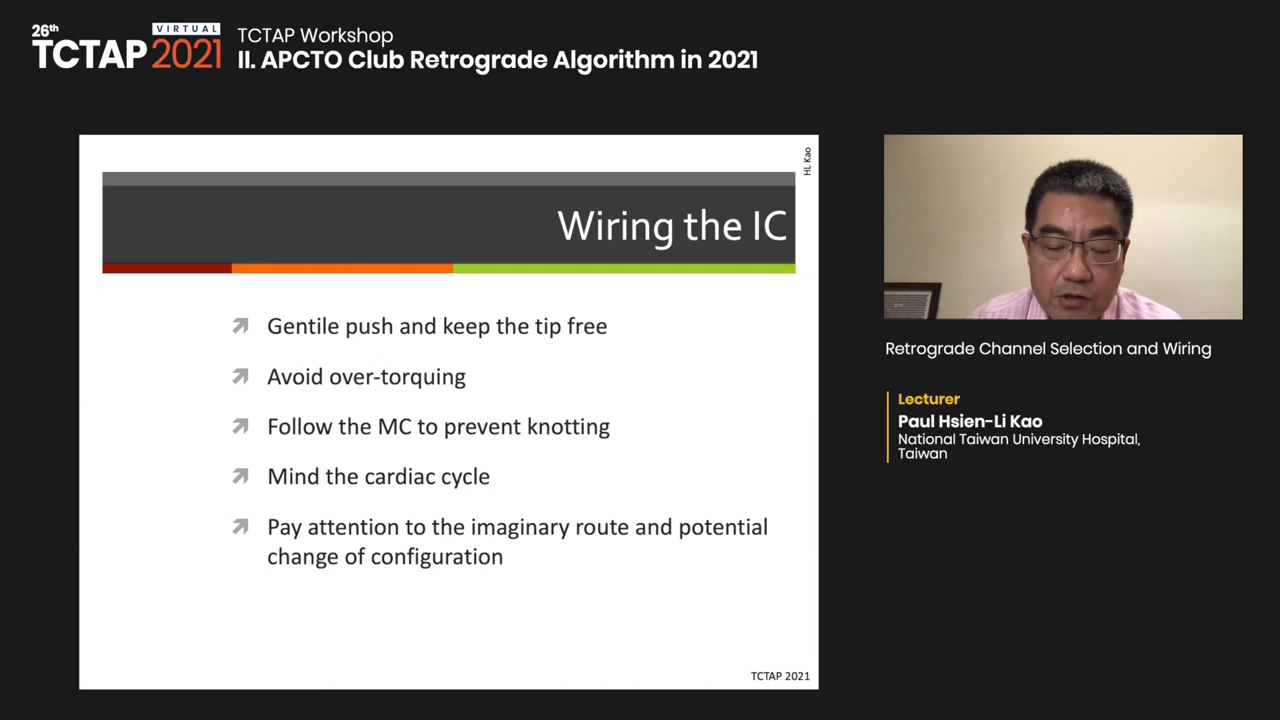 26th
VIRTUAL
TCTAP 2021
TCTAP Workshop
II. APCTO Club Retrograde Algorithm in 2021
HL Kao
Wiring the IC
Gentile push and keep the tip free
Avoid over-torquing
Follow the MC to prevent knotting
Mind the cardiac cycle
Pay attention to the imaginary route and potential
change of configuration
TCTAP 2021
Retrograde Channel Selection and Wiring
Lecturer
Paul Hsien-Li Kao
National Taiwan University Hospital,
Taiwan